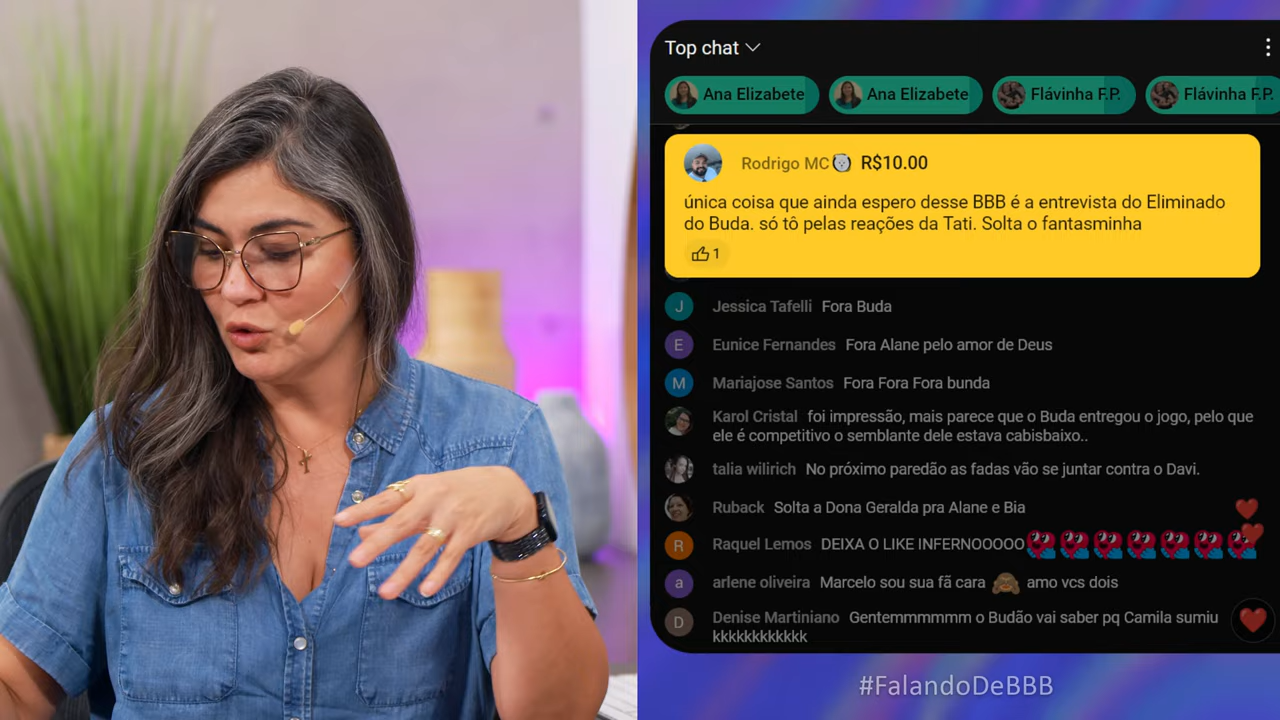 Top chat
Ana Elizabete
Ana Elizabete
Flávinha F.P.
Flávinha F.P.
Rodrigo MC R$10.00
única coisa que ainda espero desse BBB é a entrevista do Eliminado
do Buda. só tô pelas reações da Tati. Solta o fantasminha
1
J Jessica Tafelli Fora Buda
E Eunice Fernandes Fora Alane pelo amor de Deus
M Mariajose Santos Fora Fora Fora bunda
Karol Cristal foi impressão, mais parece que o Buda entregou o jogo, pelo que
ele é competitivo o semblante dele estava cabisbaixo..
talia wilirich No próximo paredão as fadas vão se juntar contra o Davi.
Ruback Solta a Dona Geralda pra Alane e Bia
R Raquel Lemos DEIXA O LIKE INFERNOOOOO
a arlene oliveira Marcelo sou sua fã cara amo vcs dois
D Denise Martiniano Gentemmmmmm o Budão vai saber pq Camila sumiu
kkkkkkkkkkkk
#FalandoDeBBB